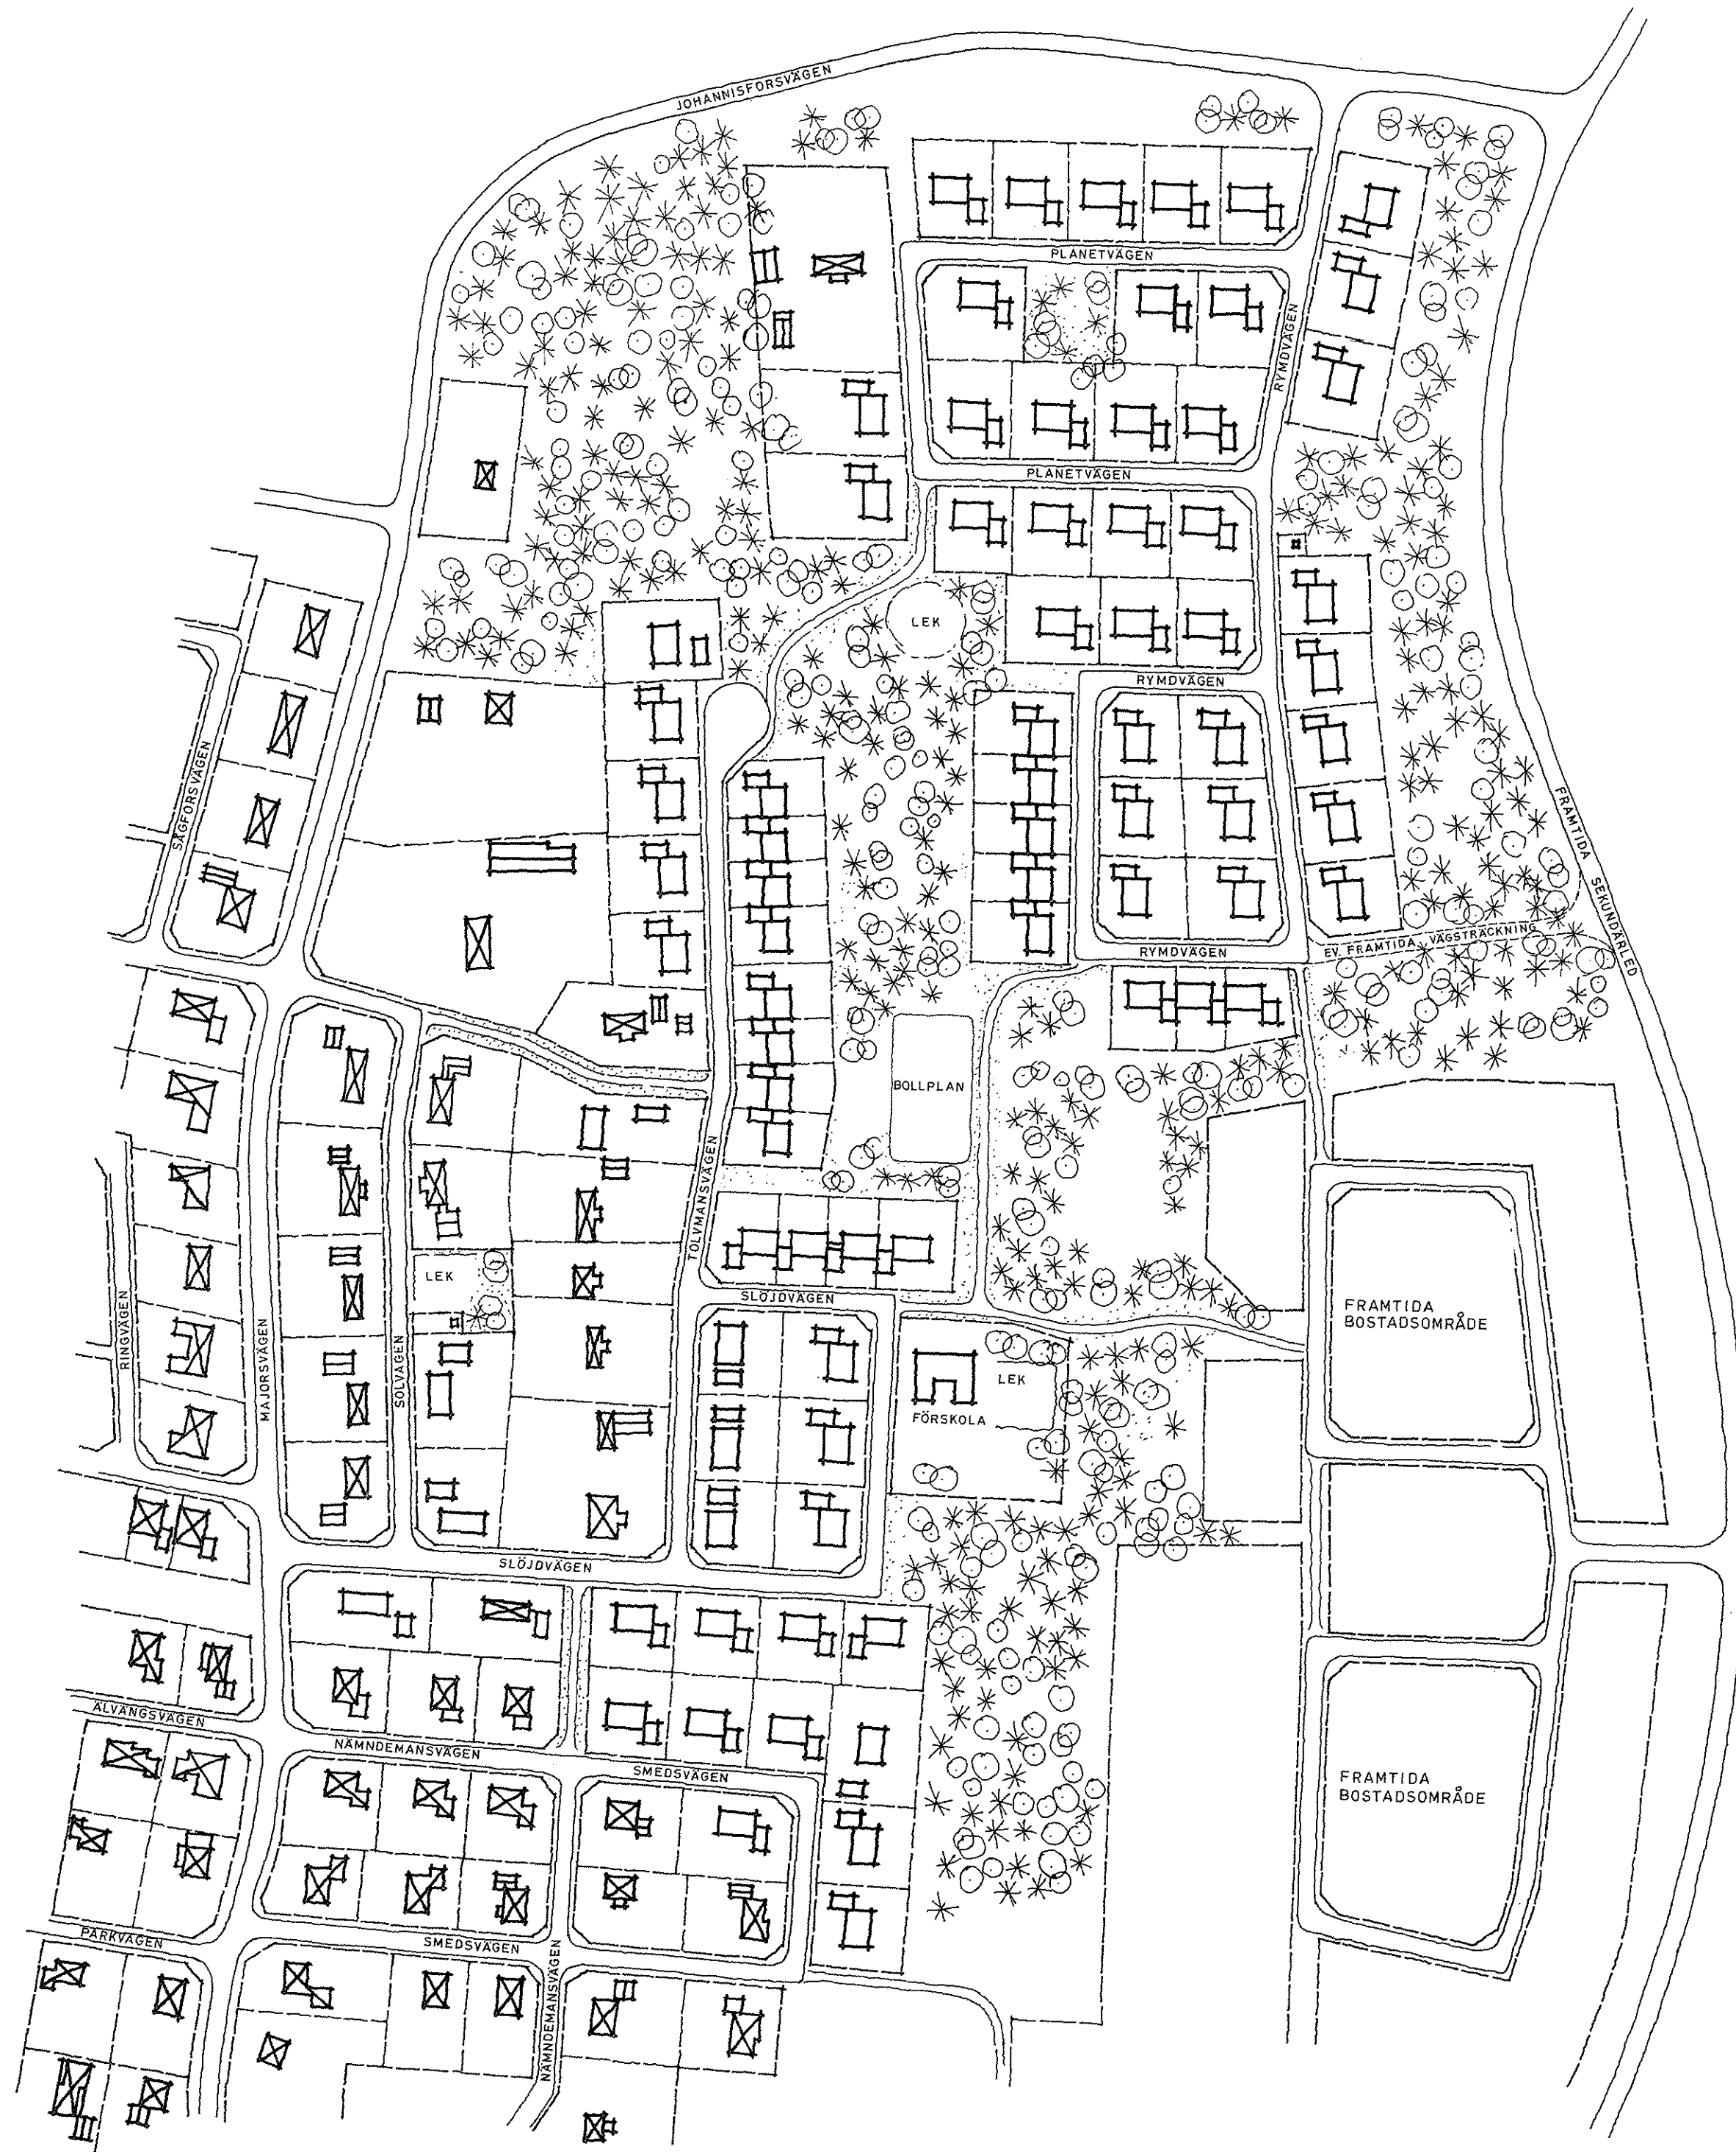 JOHANNISFORSVÄGEN
PLANETVÄGEN
RYMDVÄGEN
PLANETVÄGEN
LEK
RYMDVÄGEN
SÅGFORSVÄGEN
FRAMTIDA SEKUNDÄRLED
RYMDVÄGEN
EV. FRAMTIDA VÄGSTRÄCKNING
BOLLPLAN
TOLVMANSVÄGEN
LEK
SLÖJDVÄGEN
FRAMTIDA
BOSTADSOMRÅDE
RINGVÄGEN
MAJORSVÄGEN
SOLVÄGEN
LEK
FÖRSKOLA
SLÖJDVÄGEN
ÄLVÄNGSVÄGEN
NÄMNDEMANSVÄGEN
SMEDSVÄGEN
FRAMTIDA
BOSTADSOMRÅDE
PARKVÄGEN
SMEDSVÄGEN
NÄMNDEMANSVÄGEN